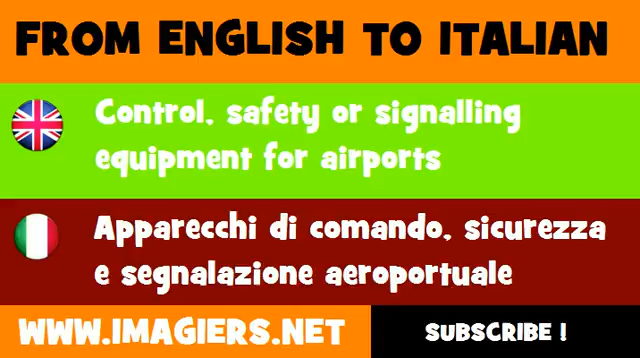 FROM ENGLISH TO ITALIAN
Control, safety or signalling
equipment for airports
Apparecchi di comando, sicurezza
e segnalazione aeroportuale
WWW.IMAGIERS.NET
SUBSCRIBE !